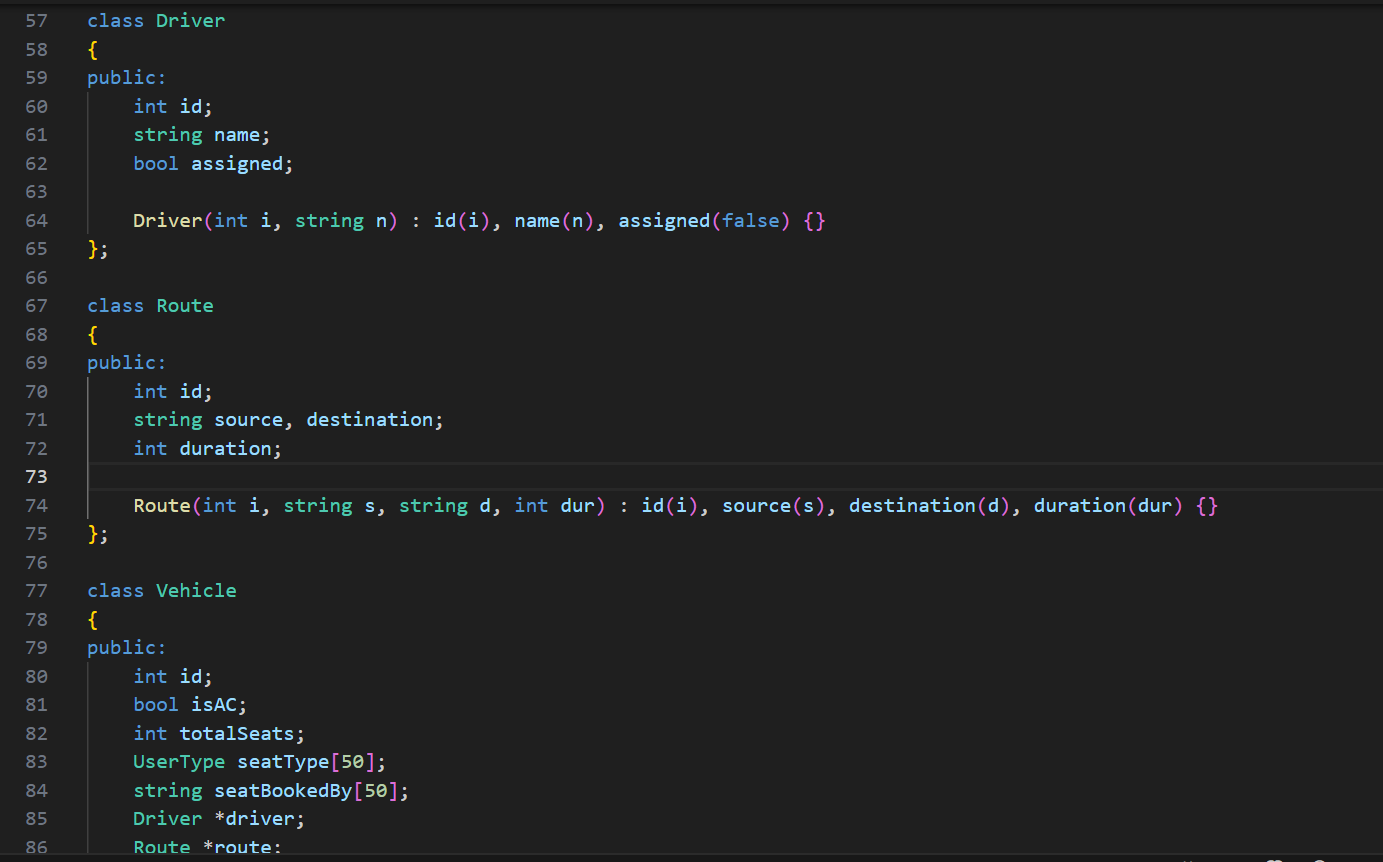 57 class Driver
58 {
59 public:
60     int id;
61     string name;
62     bool assigned;
63
64     Driver(int i, string n) : id(i), name(n), assigned(false) {}
65 };
66
67 class Route
68 {
69 public:
70     int id;
71     string source, destination;
72     int duration;
73
74     Route(int i, string s, string d, int dur) : id(i), source(s), destination(d), duration(dur) {}
75 };
76
77 class Vehicle
78 {
79 public:
80     int id;
81     bool isAC;
82     int totalSeats;
83     UserType seatType[50];
84     string seatBookedBy[50];
85     Driver *driver;
86     Route *route;